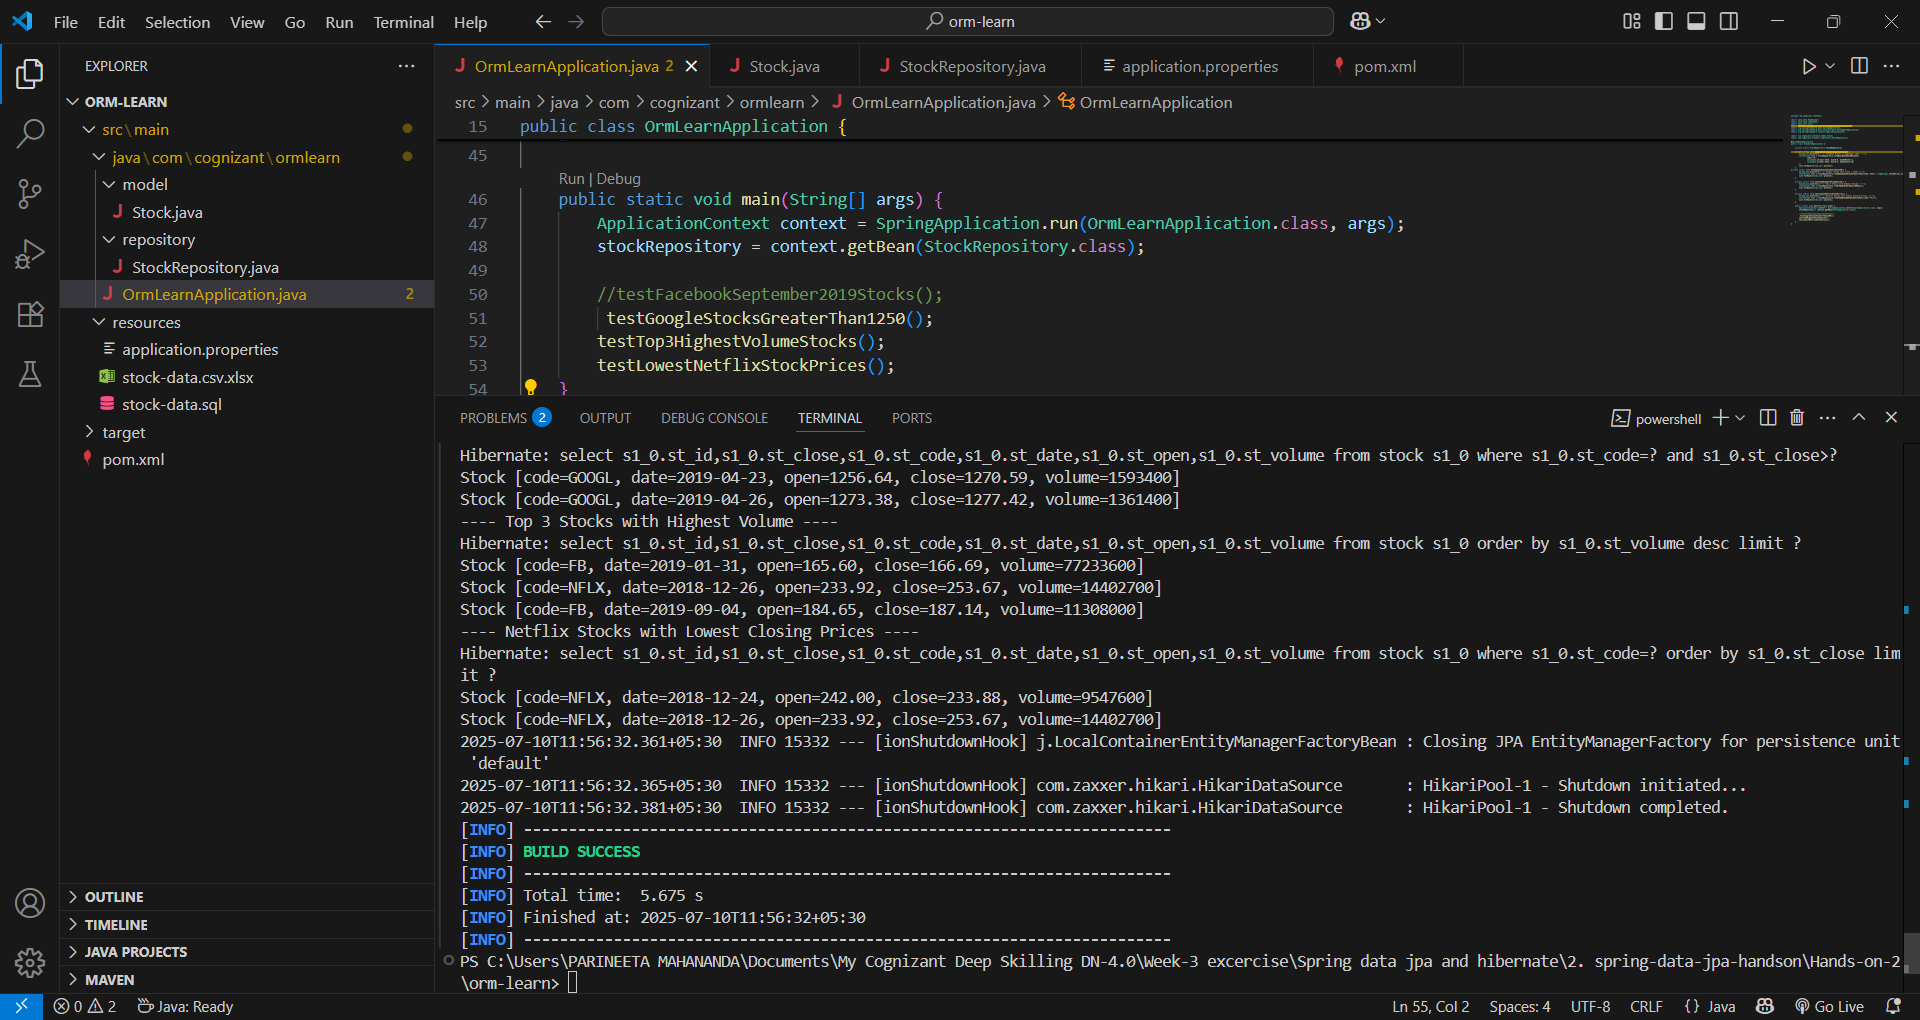 File Edit Selection View Go Run Terminal Help
orm-learn
EXPLORER
ORM-LEARN
src\main
java\com\cognizant\ormlearn
model
Stock.java
repository
StockRepository.java
OrmLearnApplication.java 2
resources
application.properties
stock-data.csv.xlsx
stock-data.sql
target
pom.xml
OUTLINE
TIMELINE
JAVA PROJECTS
MAVEN
OrmLearnApplication.java 2 Stock.java StockRepository.java application.properties pom.xml
src > main > java > com > cognizant > ormlearn > OrmLearnApplication.java > OrmLearnApplication
15 public class OrmLearnApplication {
45
Run | Debug
46 public static void main(String[] args) {
47 ApplicationContext context = SpringApplication.run(OrmLearnApplication.class, args);
48 stockRepository = context.getBean(StockRepository.class);
49
50 //testFacebookSeptember2019Stocks();
51 testGoogleStocksGreaterThan1250();
52 testTop3HighestVolumeStocks();
53 testLowestNetflixStockPrices();
54 }
PROBLEMS 2 OUTPUT DEBUG CONSOLE TERMINAL PORTS
powershell
Hibernate: select s1_0.st_id,s1_0.st_close,s1_0.st_code,s1_0.st_date,s1_0.st_open,s1_0.st_volume from stock s1_0 where s1_0.st_code=? and s1_0.st_close>?
Stock [code=GOOGL, date=2019-04-23, open=1256.64, close=1270.59, volume=1593400]
Stock [code=GOOGL, date=2019-04-26, open=1273.38, close=1277.42, volume=1361400]
---- Top 3 Stocks with Highest Volume ----
Hibernate: select s1_0.st_id,s1_0.st_close,s1_0.st_code,s1_0.st_date,s1_0.st_open,s1_0.st_volume from stock s1_0 order by s1_0.st_volume desc limit ?
Stock [code=FB, date=2019-01-31, open=165.60, close=166.69, volume=77233600]
Stock [code=NFLX, date=2018-12-26, open=233.92, close=253.67, volume=14402700]
Stock [code=FB, date=2019-09-04, open=184.65, close=187.14, volume=11308000]
---- Netflix Stocks with Lowest Closing Prices ----
Hibernate: select s1_0.st_id,s1_0.st_close,s1_0.st_code,s1_0.st_date,s1_0.st_open,s1_0.st_volume from stock s1_0 where s1_0.st_code=? order by s1_0.st_close lim
it ?
Stock [code=NFLX, date=2018-12-24, open=242.00, close=233.88, volume=9547600]
Stock [code=NFLX, date=2018-12-26, open=233.92, close=253.67, volume=14402700]
2025-07-10T11:56:32.361+05:30  INFO 15332 --- [ionShutdownHook] j.LocalContainerEntityManagerFactoryBean : Closing JPA EntityManagerFactory for persistence unit
'default'
2025-07-10T11:56:32.365+05:30  INFO 15332 --- [ionShutdownHook] com.zaxxer.hikari.HikariDataSource       : HikariPool-1 - Shutdown initiated...
2025-07-10T11:56:32.381+05:30  INFO 15332 --- [ionShutdownHook] com.zaxxer.hikari.HikariDataSource       : HikariPool-1 - Shutdown completed.
[INFO] ------------------------------------------------------------------------
[INFO] BUILD SUCCESS
[INFO] ------------------------------------------------------------------------
[INFO] Total time:  5.675 s
[INFO] Finished at: 2025-07-10T11:56:32+05:30
[INFO] ------------------------------------------------------------------------
PS C:\Users\PARINEETA MAHANANDA\Documents\My Cognizant Deep Skilling DN-4.0\Week-3 excercise\Spring data jpa and hibernate\2. spring-data-jpa-handson\Hands-on-2
\orm-learn>
0 2 Java: Ready Ln 55, Col 2 Spaces: 4 UTF-8 CRLF {} Java Go Live